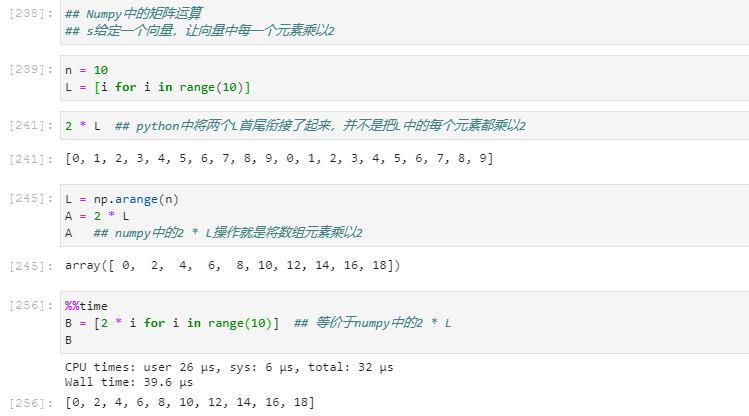 [238]: ## Numpy中的矩阵运算
## s给定一个向量，让向量中每一个元素乘以2
[239]: n = 10
L = [i for i in range(10)]
[241]: 2 * L  ## python中将两个L首尾衔接了起来，并不是把L中的每个元素都乘以2
[241]: [0, 1, 2, 3, 4, 5, 6, 7, 8, 9, 0, 1, 2, 3, 4, 5, 6, 7, 8, 9]
[245]: L = np.arange(n)
A = 2 * L
A   ## numpy中的2 * L操作就是将数组元素乘以2
[245]: array([ 0,  2,  4,  6,  8, 10, 12, 14, 16, 18])
[256]: %%time
B = [2 * i for i in range(10)]  ## 等价于numpy中的2 * L
B
CPU times: user 26 µs, sys: 6 µs, total: 32 µs
Wall time: 39.6 µs
[256]: [0, 2, 4, 6, 8, 10, 12, 14, 16, 18]